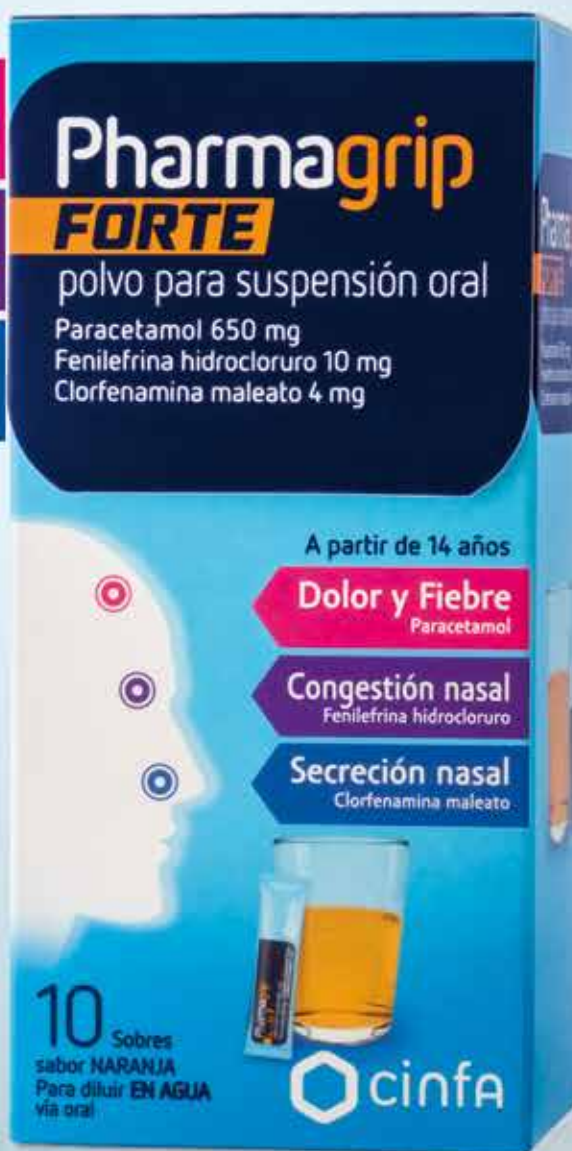 Pharmagrip
FORTE
polvo para suspensión oral
Paracetamol 650 mg
Fenilefrina hidrocloruro 10 mg
Clorfenamina maleato 4 mg
A partir de 14 años
Dolor y Fiebre
Paracetamol
Congestión nasal
Fenilefrina hidrocloruro
Secreción nasal
Clorfenamina maleato
Pharmagrip
10 Sobres
sabor NARANJA
Para diluir EN AGUA
vía oral
cinfa